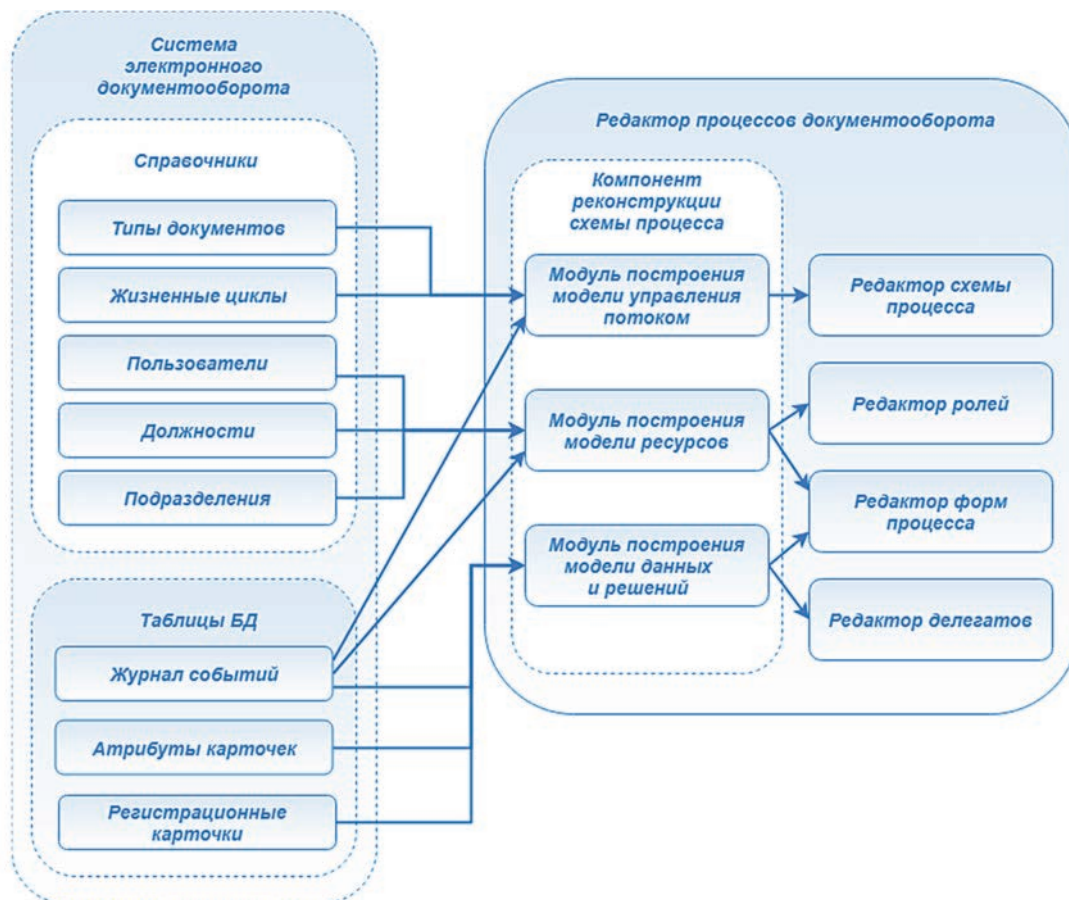 Система
электронного
документооборота
Справочники
Типы документов
Жизненные циклы
Пользователи
Должности
Подразделения
Таблицы БД
Журнал событий
Атрибуты карточек
Регистрационные
карточки
Редактор процессов документооборота
Компонент
реконструкции
схемы процесса
Модуль построения
модели управления
потоком
Модуль построения
модели ресурсов
Модуль построения
модели данных
и решений
Редактор схемы
процесса
Редактор ролей
Редактор форм
процесса
Редактор делегатов